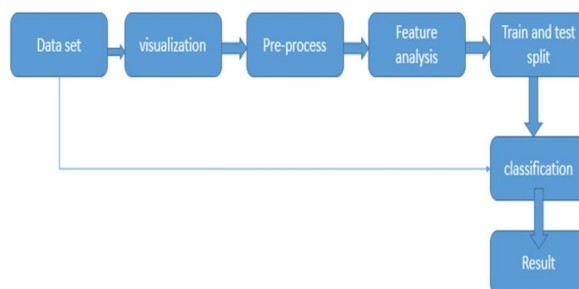 Data set
visualization
Pre-process
Feature
analysis
Train and test
split
classification
Result